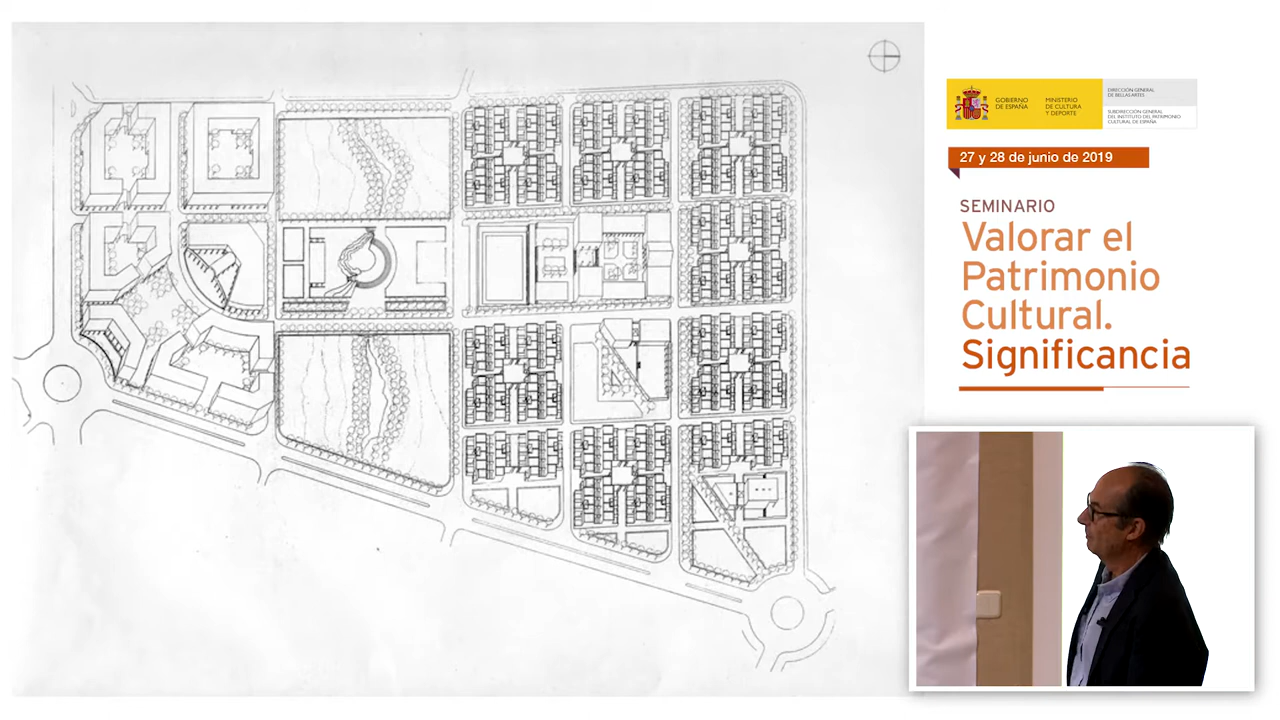 GOBIERNO
DE ESPAÑA
MINISTERIO
DE CULTURA
Y DEPORTE
DIRECCIÓN GENERAL
DE BELLAS ARTES
SUBDIRECCIÓN GENERAL
DEL INSTITUTO DEL PATRIMONIO
CULTURAL DE ESPAÑA
27 y 28 de junio de 2019
SEMINARIO
Valorar el
Patrimonio
Cultural.
Significancia